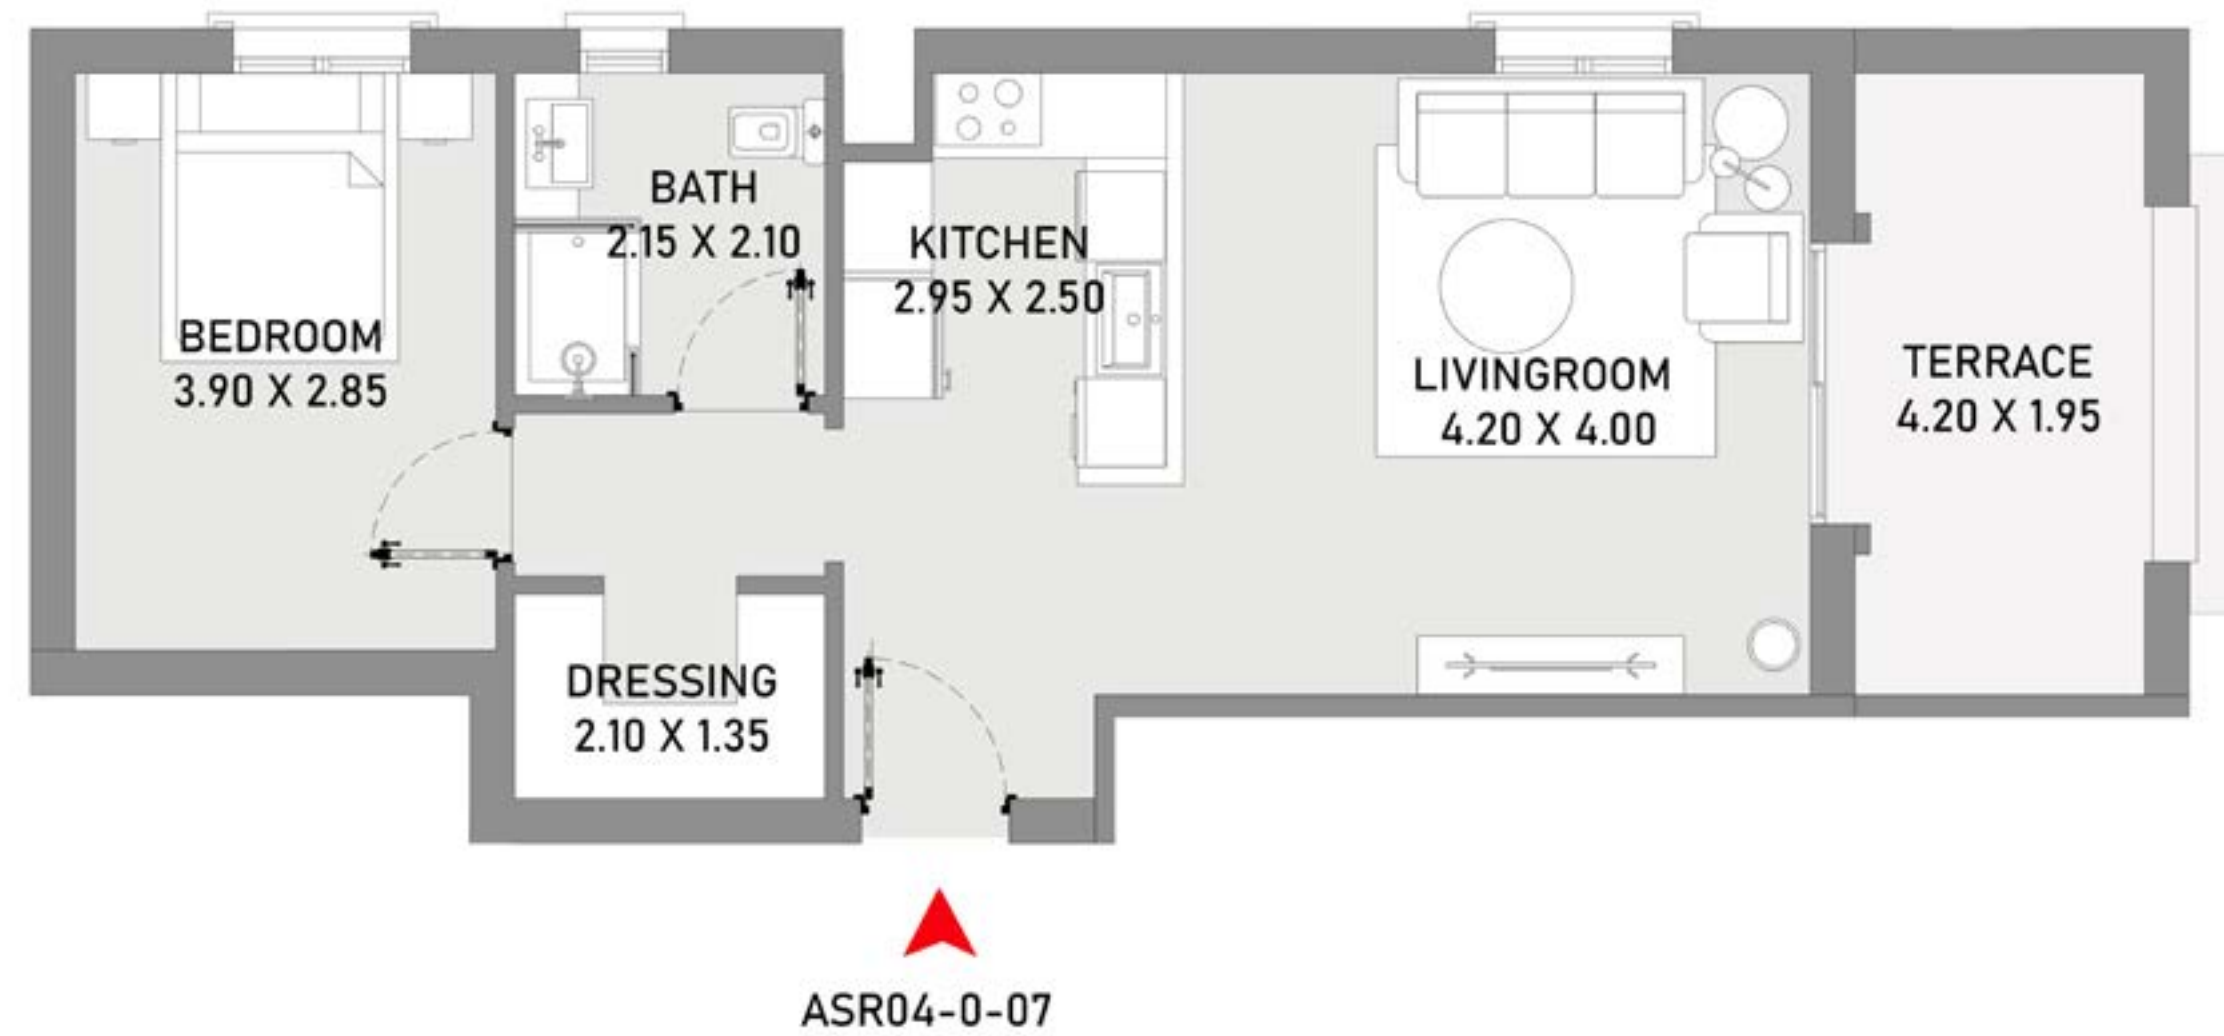 BEDROOM
3.90 X 2.85
BATH
2.15 X 2.10
KITCHEN
2.95 X 2.50
LIVINGROOM
4.20 X 4.00
TERRACE
4.20 X 1.95
DRESSING
2.10 X 1.35
ASR04-0-07